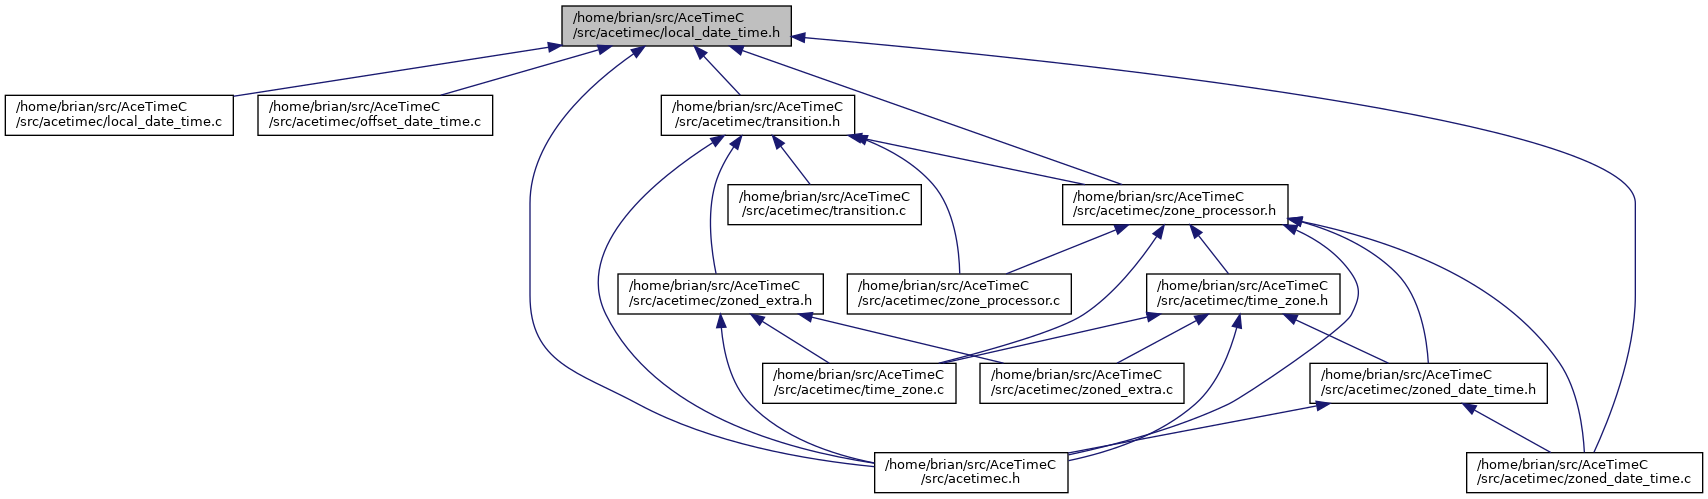 /home/brian/src/AceTimeC
/src/acetimec/local_date_time.h
/home/brian/src/AceTimeC
/src/acetimec/local_date_time.c
/home/brian/src/AceTimeC
/src/acetimec/offset_date_time.c
/home/brian/src/AceTimeC
/src/acetimec/transition.h
/home/brian/src/AceTimeC
/src/acetimec/transition.c
/home/brian/src/AceTimeC
/src/acetimec/zone_processor.h
/home/brian/src/AceTimeC
/src/acetimec/zoned_extra.h
/home/brian/src/AceTimeC
/src/acetimec/zone_processor.c
/home/brian/src/AceTimeC
/src/acetimec/time_zone.h
/home/brian/src/AceTimeC
/src/acetimec/time_zone.c
/home/brian/src/AceTimeC
/src/acetimec/zoned_extra.c
/home/brian/src/AceTimeC
/src/acetimec/zoned_date_time.h
/home/brian/src/AceTimeC
/src/acetimec.h
/home/brian/src/AceTimeC
/src/acetimec/zoned_date_time.c